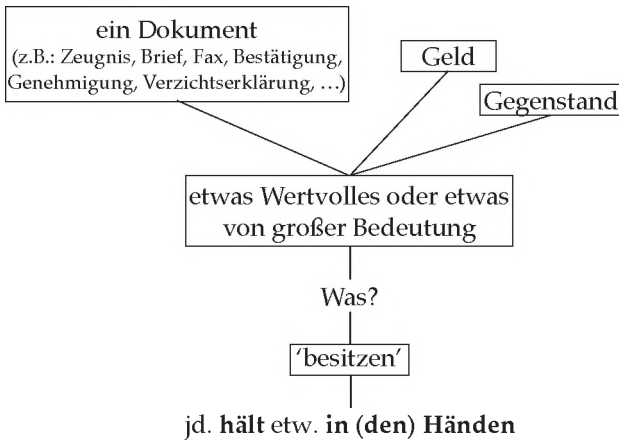 ein Dokument
(z.B.: Zeugnis, Brief, Fax, Bestätigung,
Genehmigung, Verzichtserklärung, …)
Geld
Gegenstand
etwas Wertvolles oder etwas
von großer Bedeutung
Was?
‘besitzen’
jd. hält etw. in (den) Händen